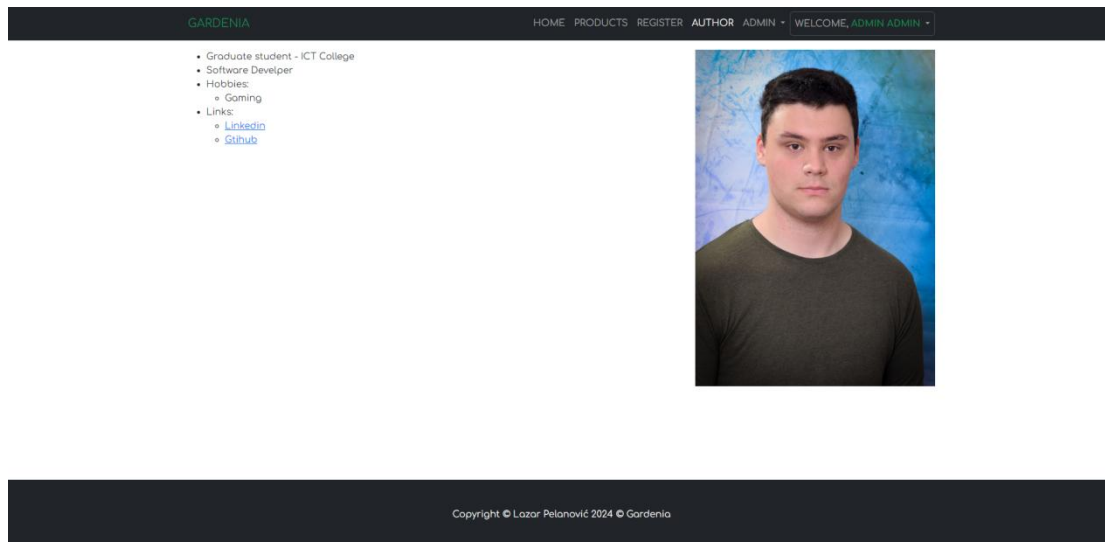 GARDENIA HOME PRODUCTS REGISTER AUTHOR ADMIN WELCOME, ADMIN ADMIN
Graduate student - ICT College
Software Develper
Hobbies:
Gaming
Links:
Linkedin
Gtihub
Copyright © Lazar Pelanović 2024 © Gardenia